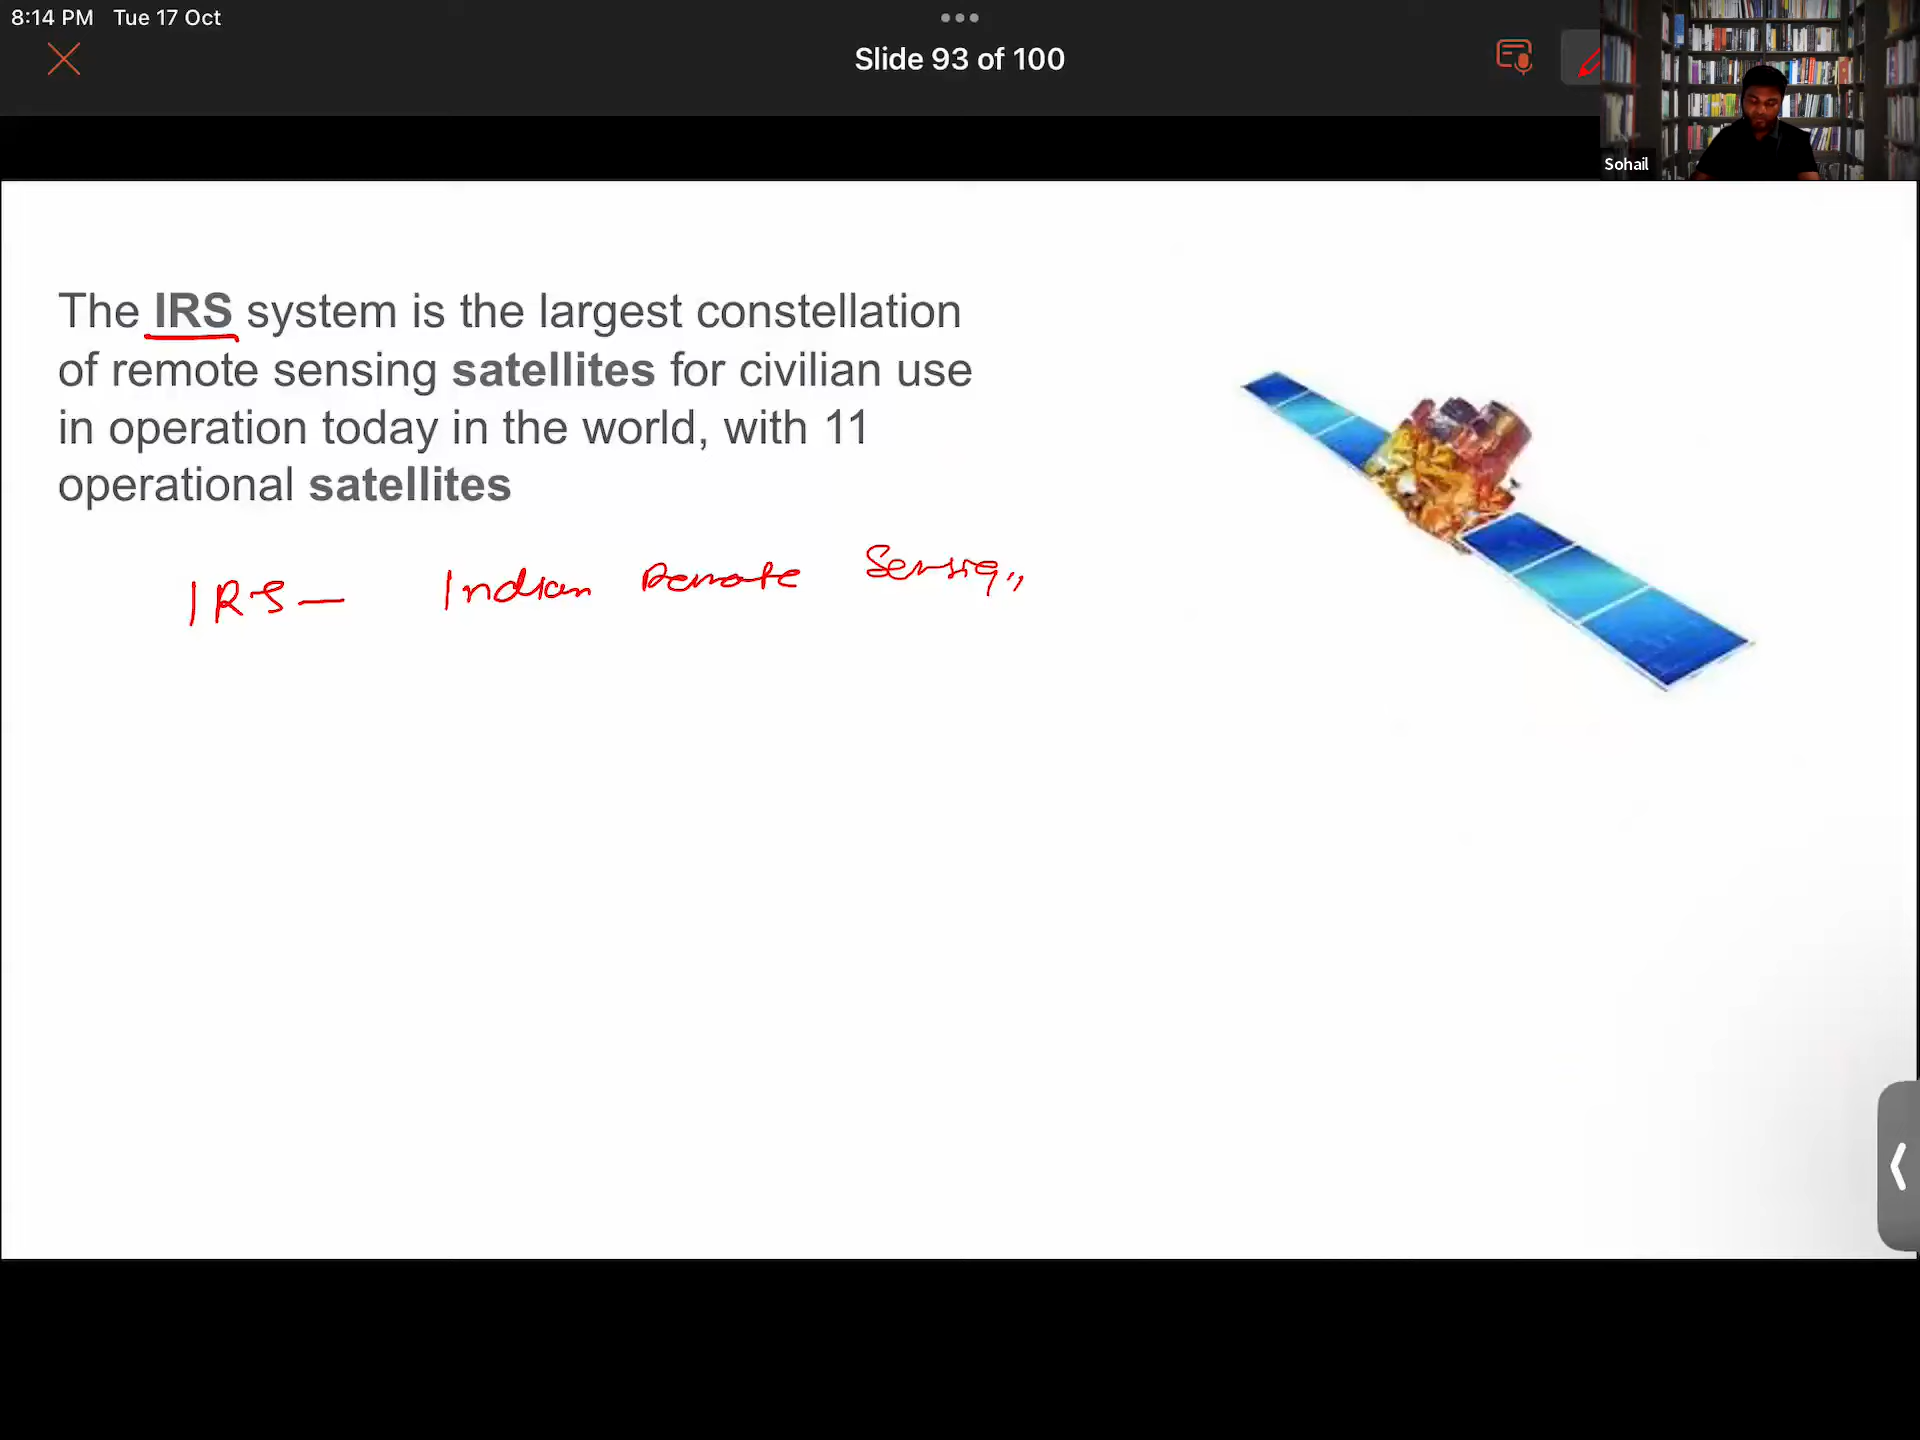 8:14 PM Tue 17 Oct
Slide 93 of 100
Sohail
The IRS system is the largest constellation
of remote sensing satellites for civilian use
in operation today in the world, with 11
operational satellites
IRS — Indian Remote Sensig,,